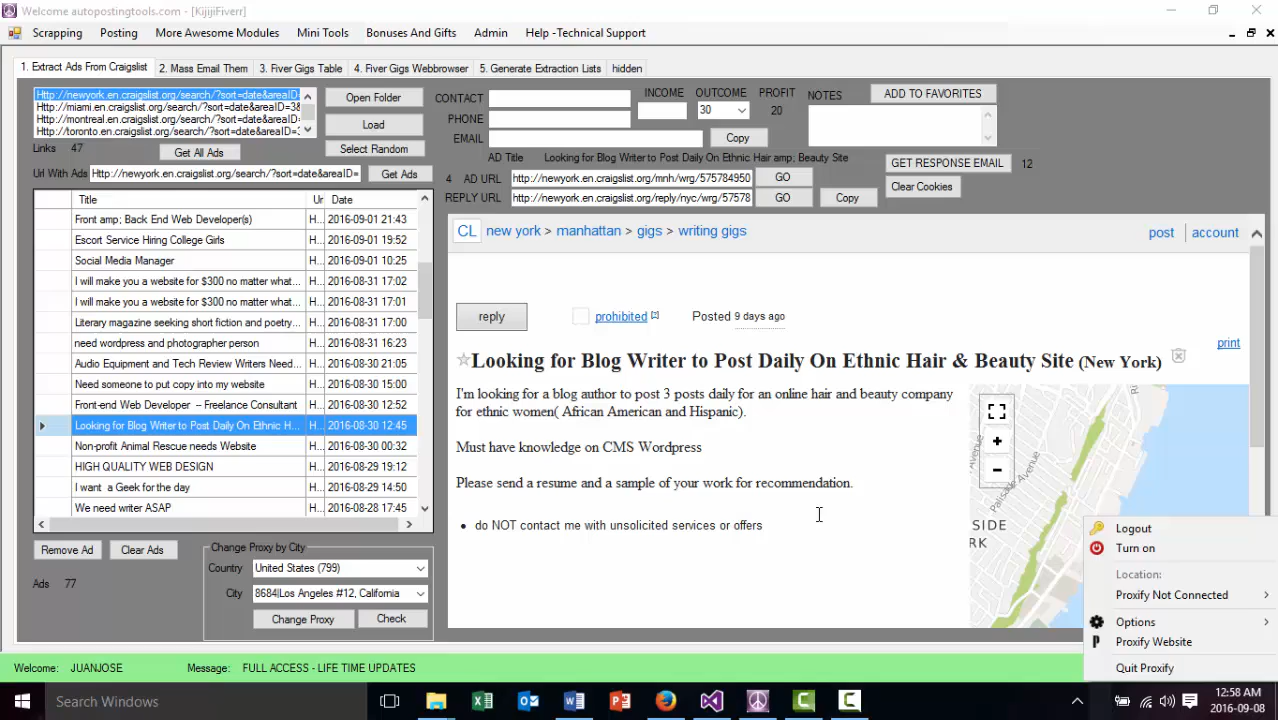 Welcome autopostingtools.com - [KijijiFiverr]
Scrapping Posting More Awesome Modules Mini Tools Bonuses And Gifts Admin Help -Technical Support
1. Extract Ads From Craigslist 2. Mass Email Them 3. Fiver Gigs Table 4. Fiver Gigs Webbrowser 5. Generate Extraction Lists hidden
Http://newyork.en.craigslist.org/search/?sort=date&areaID=
Http://miami.en.craigslist.org/search/?sort=date&areaID=3&
Http://montreal.en.craigslist.org/search/?sort=date&areaID=
Http://toronto.en.craigslist.org/search/?sort=date&areaID=
Open Folder
Load
Select Random
Links 47
Get All Ads
Url With Ads Http://newyork.en.craigslist.org/search/?sort=date&areaID= Get Ads
CONTACT
PHONE
EMAIL
INCOME OUTCOME PROFIT
30 20
Copy
NOTES
ADD TO FAVORITES
AD Title Looking for Blog Writer to Post Daily On Ethnic Hair amp; Beauty Site
GET RESPONSE EMAIL 12
4 AD URL http://newyork.en.craigslist.org/mnh/wrg/575784950 GO
Clear Cookies
REPLY URL http://newyork.en.craigslist.org/reply/nyc/wrg/57578 GO Copy
Title Ur Date
Front amp; Back End Web Developer(s) H... 2016-09-01 21:43
Escort Service Hiring College Girls H... 2016-09-01 19:52
Social Media Manager H... 2016-09-01 10:25
I will make you a website for $300 no matter what... H... 2016-08-31 17:02
I will make you a website for $300 no matter what... H... 2016-08-31 17:01
Literary magazine seeking short fiction and poetry... H... 2016-08-31 17:00
need wordpress and photographer person H... 2016-08-31 16:23
Audio Equipment and Tech Review Writers Need... H... 2016-08-30 21:05
Need someone to put copy into my website H... 2016-08-30 15:00
Front-end Web Developer -- Freelance Contractor H... 2016-08-30 12:52
Looking for Blog Writer to Post Daily On Ethnic H... H... 2016-08-30 12:45
Non-profit Animal Rescue needs Website H... 2016-08-30 00:32
HIGH QUALITY WEB DESIGN H... 2016-08-29 19:12
I want a Geek for the day H... 2016-08-29 14:50
We need writer ASAP H... 2016-08-28 17:45
Remove Ad Clear Ads
Ads 77
Change Proxy by City
Country United States (799)
City 8684|Los Angeles #12, California
Change Proxy Check
CL new york > manhattan > gigs > writing gigs post account
reply prohibited [?] Posted 9 days ago
print
☆Looking for Blog Writer to Post Daily On Ethnic Hair & Beauty Site (New York)
I'm looking for a blog author to post 3 posts daily for an online hair and beauty company
for ethnic women( African American and Hispanic).
Must have knowledge on CMS Wordpress
Please send a resume and a sample of your work for recommendation.
• do NOT contact me with unsolicited services or offers
+
-
Palisade Avenue
SIDE
RK
Logout
Turn on
Location:
Proxify Not Connected
Options
Proxify Website
Quit Proxify
Welcome: JUANJOSE Message: FULL ACCESS - LIFE TIME UPDATES
Search Windows
12:58 AM
2016-09-08